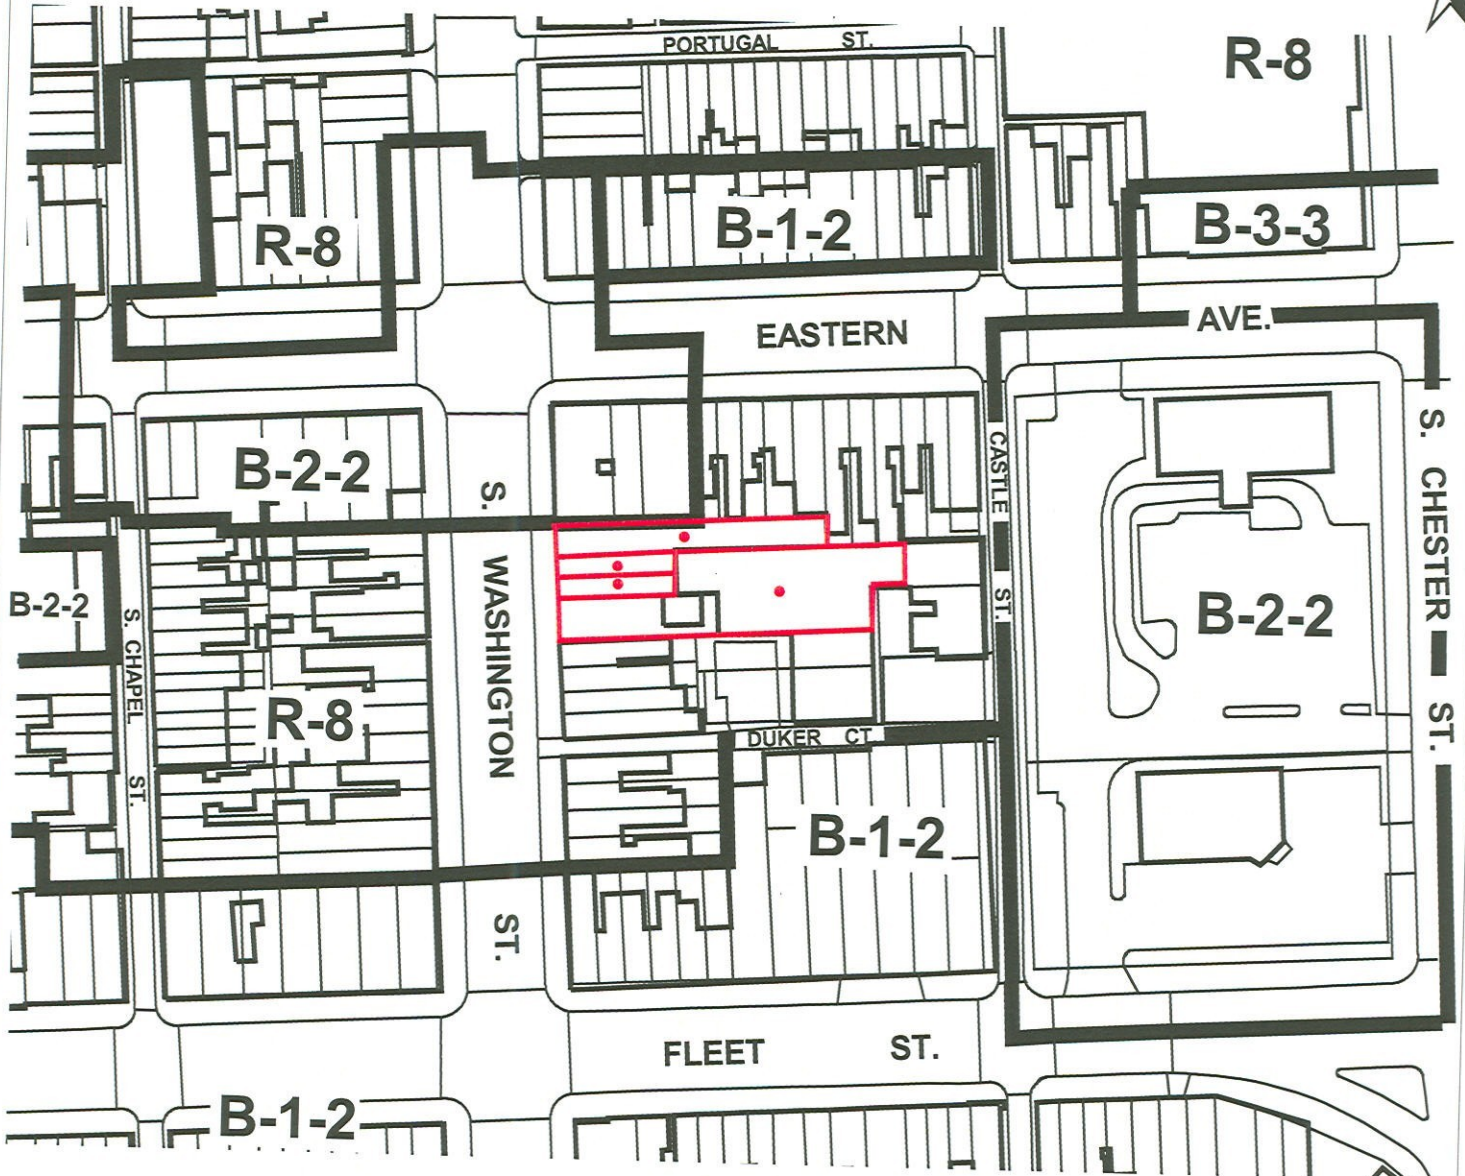 PORTUGAL ST.
R-8
R-8
B-1-2
B-3-3
EASTERN AVE.
B-2-2
S. WASHINGTON ST.
CASTLE ST.
S. CHESTER ST.
B-2-2
S. CHAPEL ST.
B-2-2
R-8
DUKER CT.
B-1-2
FLEET ST.
B-1-2